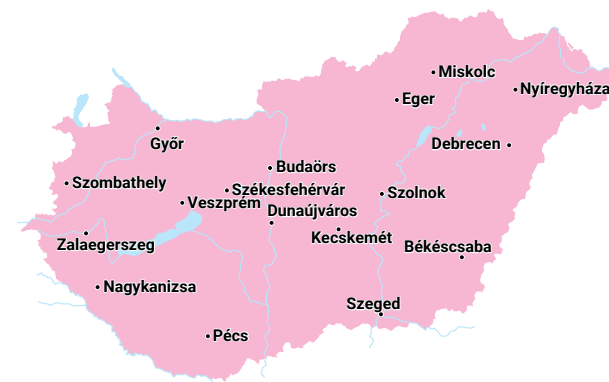 Miskolc
Nyíregyháza
Eger
Győr
Debrecen
Budaörs
Szombathely
Székesfehérvár
Szolnok
Veszprém
Dunaújváros
Kecskemét
Zalaegerszeg
Békéscsaba
Nagykanizsa
Szeged
Pécs